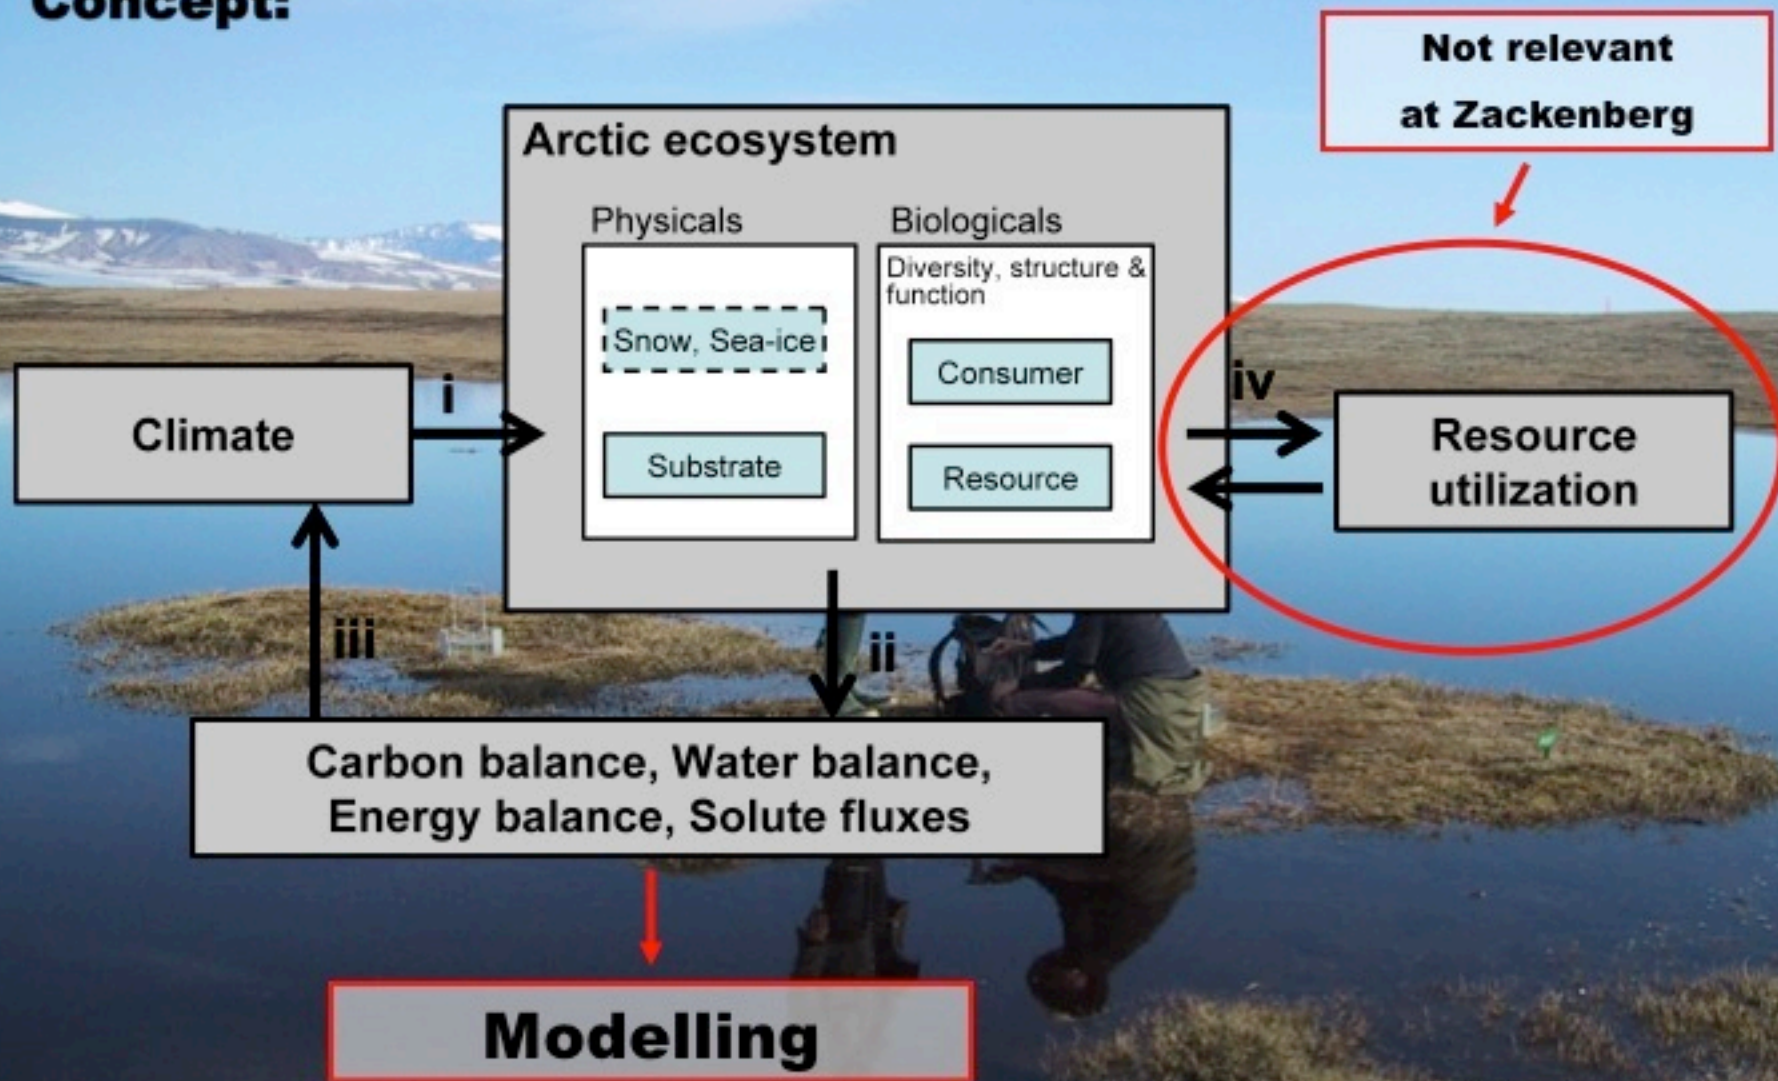 Concept:
Not relevant
at Zackenberg
Arctic ecosystem
Physicals
Biologicals
Diversity, structure &
function
Snow, Sea-ice
Consumer
Substrate
Resource
Climate
i
iv
Resource
utilization
iii
ii
Carbon balance, Water balance,
Energy balance, Solute fluxes
Modelling